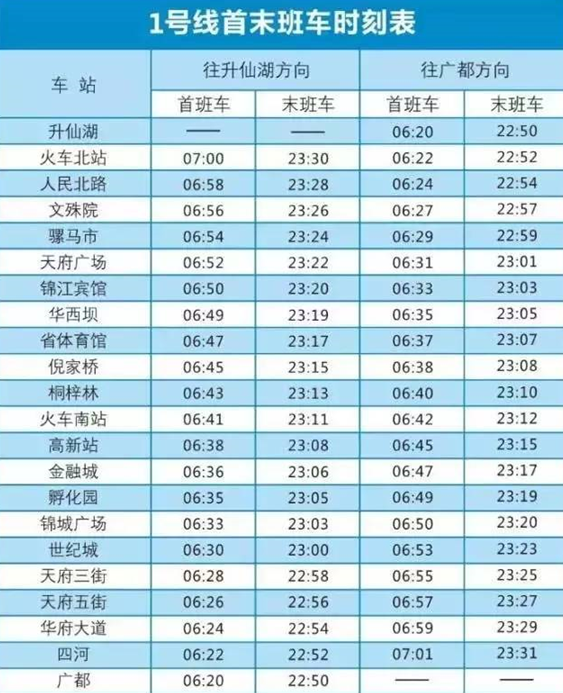 1号线首末班车时刻表
车 站 往升仙湖方向 往广都方向
首班车 末班车 首班车 末班车
升仙湖 —— —— 06:20 22:50
火车北站 07:00 23:30 06:22 22:52
人民北路 06:58 23:28 06:24 22:54
文殊院 06:56 23:26 06:27 22:57
骡马市 06:54 23:24 06:29 22:59
天府广场 06:52 23:22 06:31 23:01
锦江宾馆 06:50 23:20 06:33 23:03
华西坝 06:49 23:19 06:35 23:05
省体育馆 06:47 23:17 06:37 23:07
倪家桥 06:45 23:15 06:38 23:08
桐梓林 06:43 23:13 06:40 23:10
火车南站 06:41 23:11 06:42 23:12
高新站 06:38 23:08 06:45 23:15
金融城 06:36 23:06 06:47 23:17
孵化园 06:35 23:05 06:49 23:19
锦城广场 06:33 23:03 06:50 23:20
世纪城 06:30 23:00 06:53 23:23
天府三街 06:28 22:58 06:55 23:25
天府五街 06:26 22:56 06:57 23:27
华府大道 06:24 22:54 06:59 23:29
四河 06:22 22:52 07:01 23:31
广都 06:20 22:50 —— ——